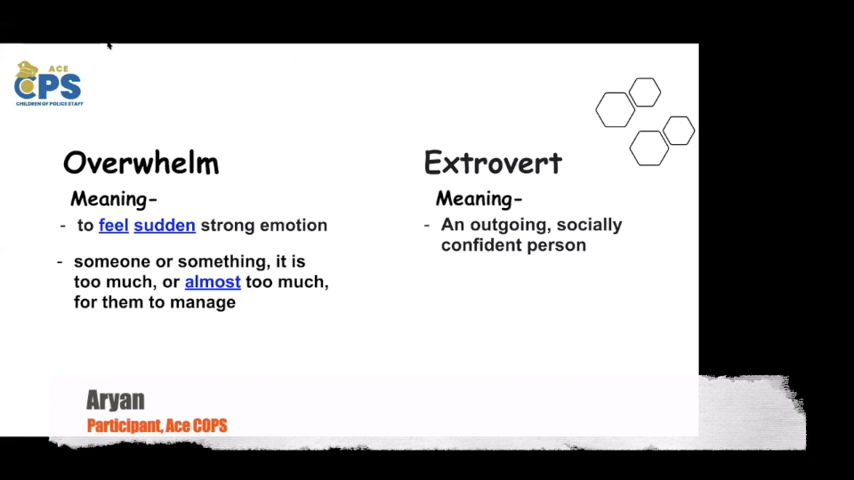 ACE
CPS
CHILDREN OF POLICE STAFF
Overwhelm
Meaning-
- to feel sudden strong emotion
- someone or something, it is
too much, or almost too much,
for them to manage
Extrovert
Meaning-
- An outgoing, socially
confident person
Aryan
Participant, Ace COPS